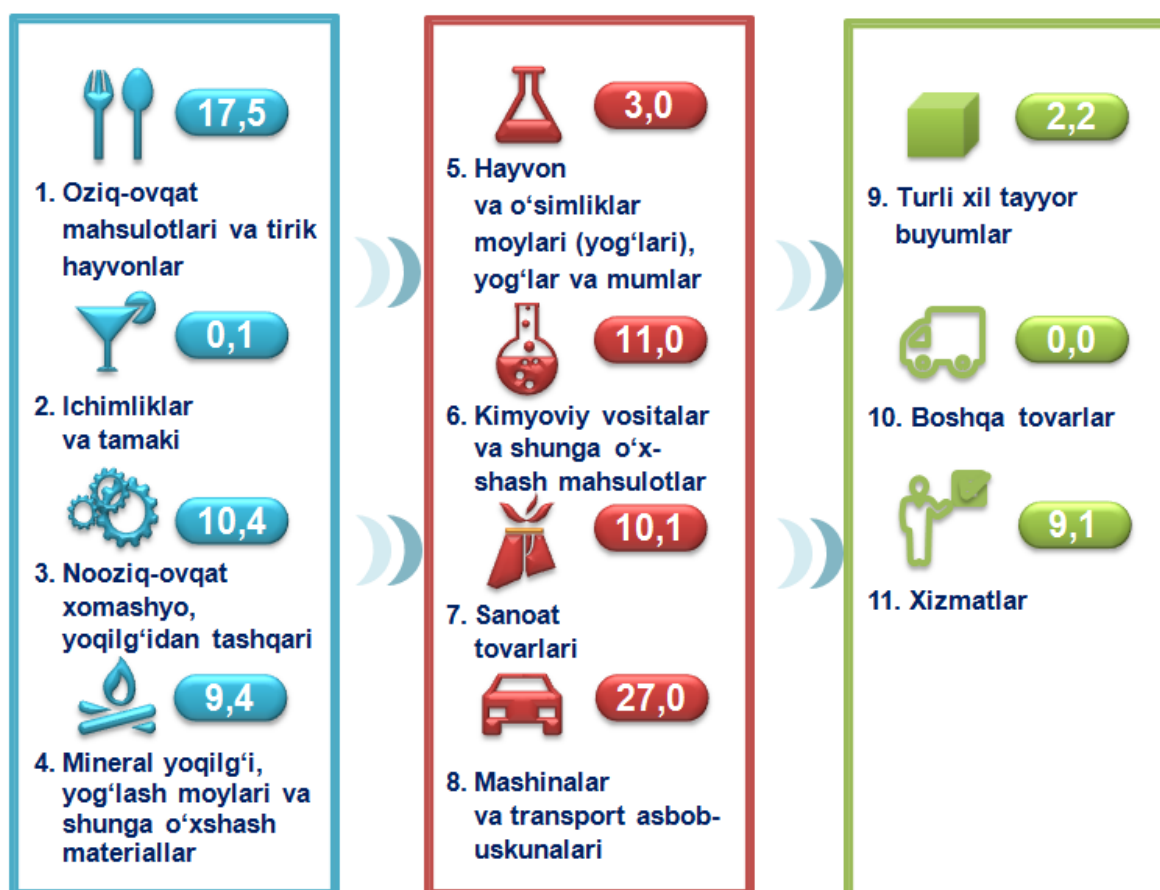 17,5
1. Oziq-ovqat
mahsulotlari va tirik
hayvonlar
0,1
2. Ichimliklar
va tamaki
10,4
3. Nooziq-ovqat
xomashyo,
yoqilg‘idan tashqari
9,4
4. Mineral yoqilg‘i,
yog‘lash moylari va
shunga o‘xshash
materiallar
3,0
5. Hayvon
va o‘simliklar
moylari (yog‘lari),
yog‘lar va mumlar
11,0
6. Kimyoviy vositalar
va shunga o‘x-
shash mahsulotlar
10,1
7. Sanoat
tovarlari
27,0
8. Mashinalar
va transport asbob-
uskunalari
2,2
9. Turli xil tayyor
buyumlar
0,0
10. Boshqa tovarlar
9,1
11. Xizmatlar